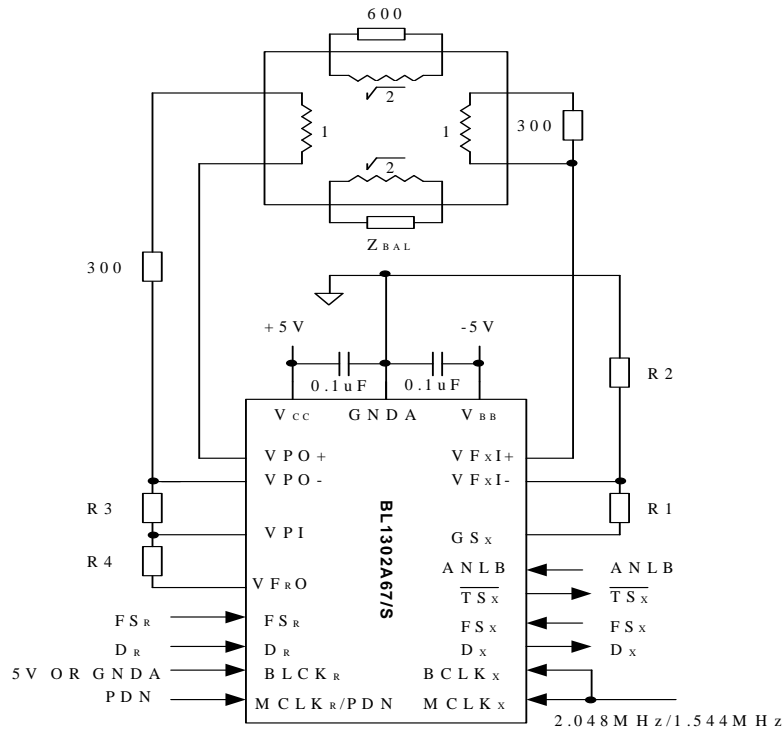 600
√2
1
1
300
√2
Z BAL
300
+5V
-5V
0.1uF
0.1uF
R2
VCC
GNDA
VBB
VPO+
VFXI+
VPO-
VFXI-
R3
R1
VPI
GSX
BL1302A67/S
R4
ANLB
ANLB
VFRO
TSX
TSX
FSR
FSR
FSX
FSX
DR
DR
DX
DX
5V OR GNDA
BLCKR
BCLKX
PDN
MCLKR/PDN
MCLKX
2.048MHz/1.544MHz